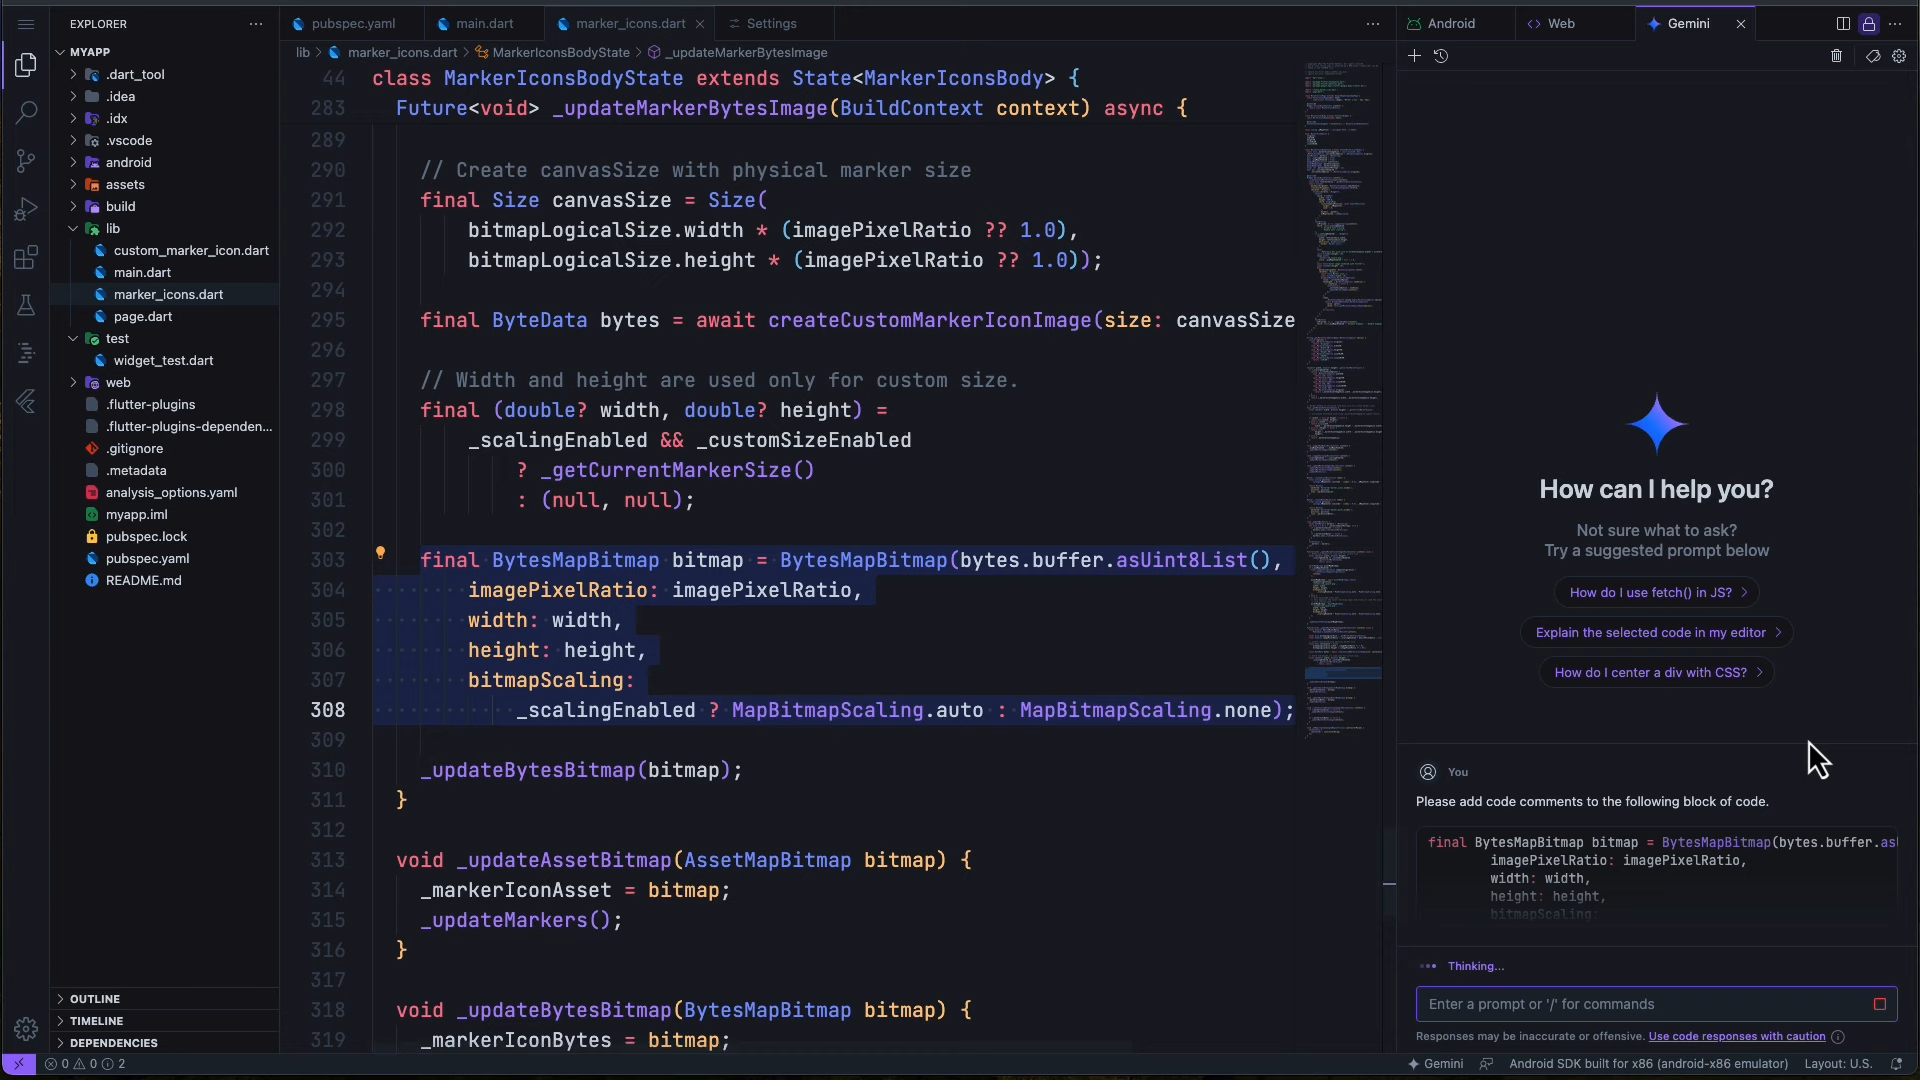 EXPLORER
MYAPP
.dart_tool
.idea
.idx
.vscode
android
assets
build
lib
custom_marker_icon.dart
main.dart
marker_icons.dart
page.dart
test
widget_test.dart
web
.flutter-plugins
.flutter-plugins-dependen...
.gitignore
.metadata
analysis_options.yaml
myapp.iml
pubspec.lock
pubspec.yaml
README.md
OUTLINE
TIMELINE
DEPENDENCIES
pubspec.yaml
main.dart
marker_icons.dart
Settings
lib > marker_icons.dart > MarkerIconsBodyState > _updateMarkerBytesImage
44 class MarkerIconsBodyState extends State<MarkerIconsBody> {
283 Future<void> _updateMarkerBytesImage(BuildContext context) async {
289
290 // Create canvasSize with physical marker size
291 final Size canvasSize = Size(
292 bitmapLogicalSize.width * (imagePixelRatio ?? 1.0),
293 bitmapLogicalSize.height * (imagePixelRatio ?? 1.0));
294
295 final ByteData bytes = await createCustomMarkerIconImage(size: canvasSize
296
297 // Width and height are used only for custom size.
298 final (double? width, double? height) =
299 _scalingEnabled && _customSizeEnabled
300 ? _getCurrentMarkerSize()
301 : (null, null);
302
303 final BytesMapBitmap bitmap = BytesMapBitmap(bytes.buffer.asUint8List(),
304 imagePixelRatio: imagePixelRatio,
305 width: width,
306 height: height,
307 bitmapScaling:
308 _scalingEnabled ? MapBitmapScaling.auto : MapBitmapScaling.none);
309
310 _updateBytesBitmap(bitmap);
311 }
312
313 void _updateAssetBitmap(AssetMapBitmap bitmap) {
314 _markerIconAsset = bitmap;
315 _updateMarkers();
316 }
317
318 void _updateBytesBitmap(BytesMapBitmap bitmap) {
319 _markerIconBytes = bitmap;
Android
Web
Gemini
How can I help you?
Not sure what to ask?
Try a suggested prompt below
How do I use fetch() in JS? >
Explain the selected code in my editor >
How do I center a div with CSS? >
You
Please add code comments to the following block of code.
final BytesMapBitmap bitmap = BytesMapBitmap(bytes.buffer.as
imagePixelRatio: imagePixelRatio,
width: width,
height: height,
bitmapScaling:
Thinking...
Enter a prompt or '/' for commands
Responses may be inaccurate or offensive. Use code responses with caution
0 0 2
Gemini
Android SDK built for x86 (android-x86 emulator)
Layout: U.S.